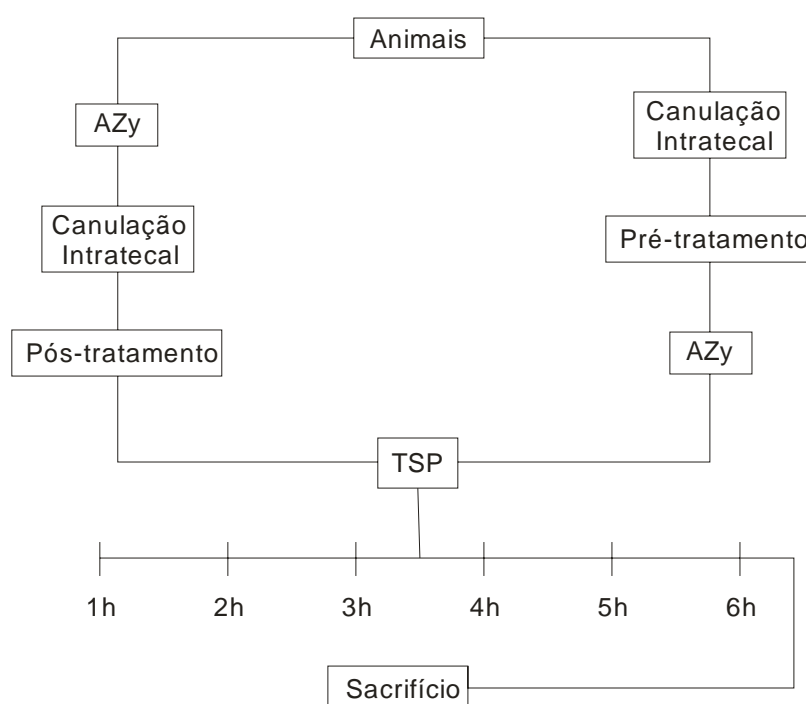 Animais
AZy
Canulação
Intratecal
Pós-tratamento
Canulação
Intratecal
Pré-tratamento
AZy
TSP
1h 2h 3h 4h 5h 6h
Sacrifício